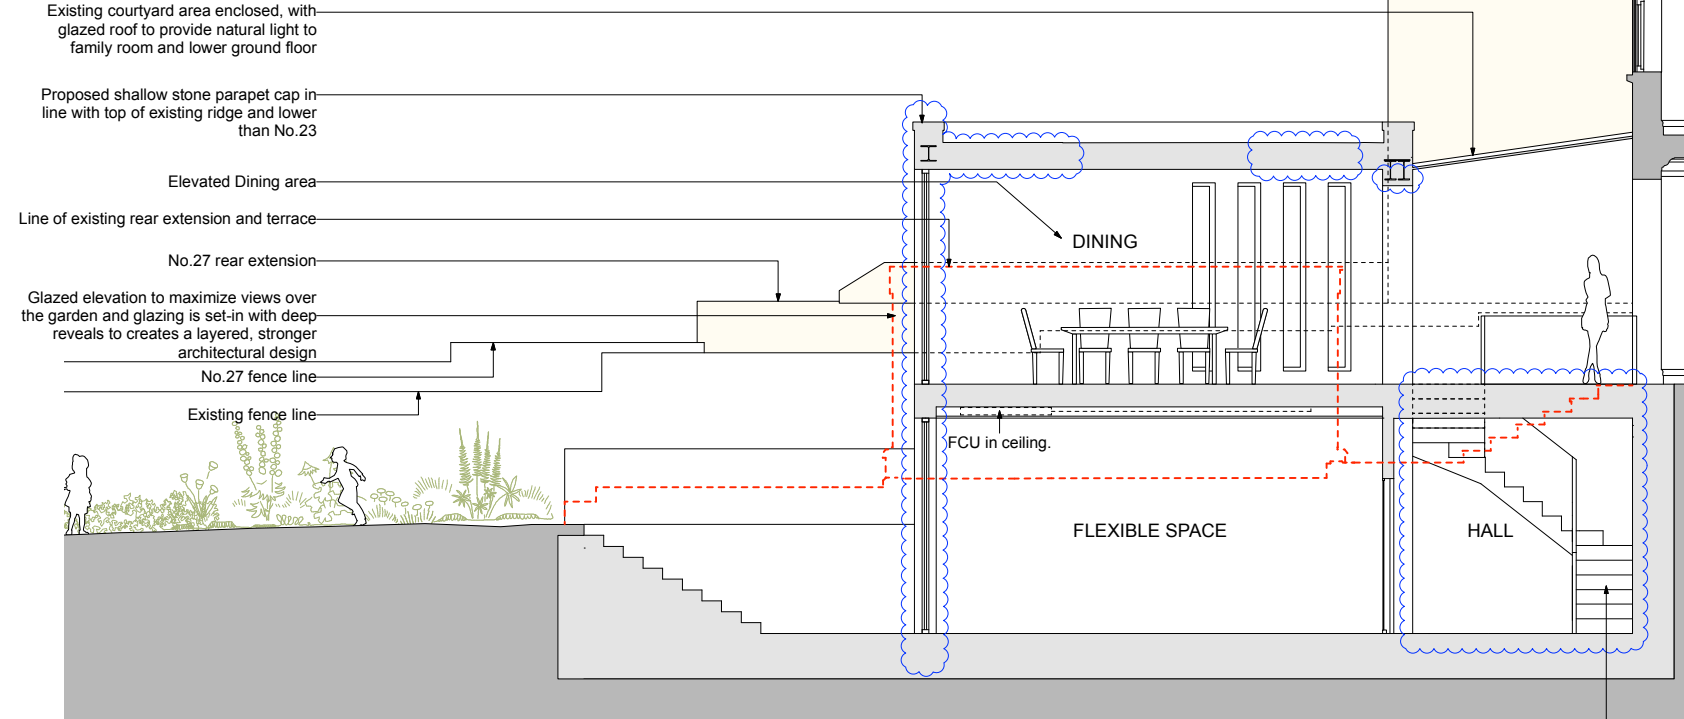 Existing courtyard area enclosed, with
glazed roof to provide natural light to
family room and lower ground floor
Proposed shallow stone parapet cap in
line with top of existing ridge and lower
than No.23
Elevated Dining area
Line of existing rear extension and terrace
No.27 rear extension
Glazed elevation to maximize views over
the garden and glazing is set-in with deep
reveals to creates a layered, stronger
architectural design
No.27 fence line
Existing fence line
DINING
FCU in ceiling.
FLEXIBLE SPACE
HALL